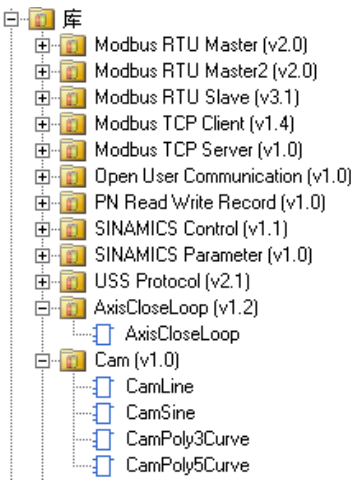 库
Modbus RTU Master (v2.0)
Modbus RTU Master2 (v2.0)
Modbus RTU Slave (v3.1)
Modbus TCP Client (v1.4)
Modbus TCP Server (v1.0)
Open User Communication (v1.0)
PN Read Write Record (v1.0)
SINAMICS Control (v1.1)
SINAMICS Parameter (v1.0)
USS Protocol (v2.1)
AxisCloseLoop (v1.2)
AxisCloseLoop
Cam (v1.0)
CamLine
CamSine
CamPoly3Curve
CamPoly5Curve